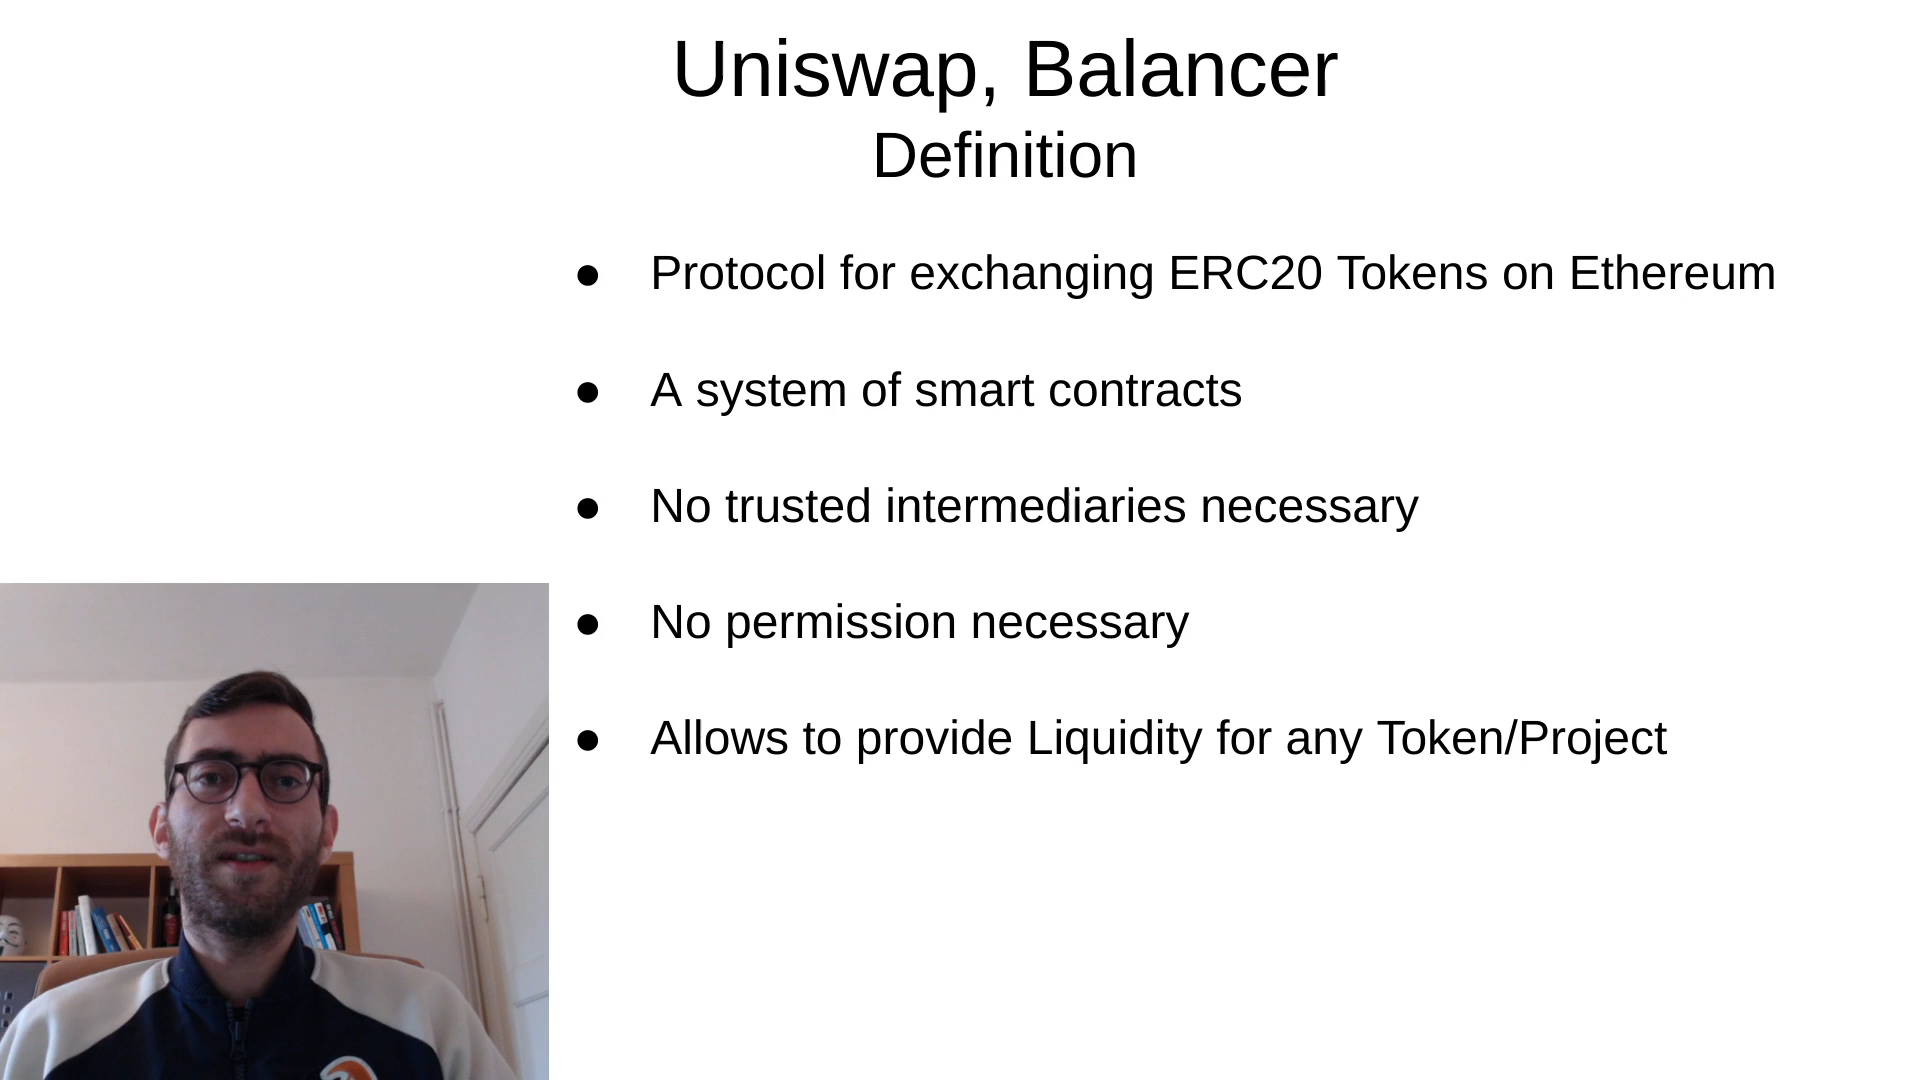 Uniswap, Balancer
Definition
● Protocol for exchanging ERC20 Tokens on Ethereum
● A system of smart contracts
● No trusted intermediaries necessary
● No permission necessary
● Allows to provide Liquidity for any Token/Project